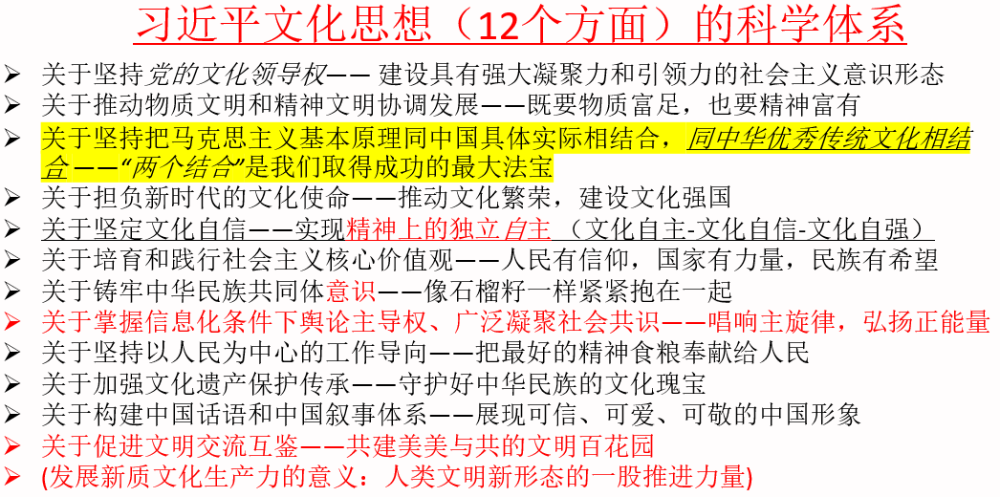 习近平文化思想（12个方面）的科学体系
➢ 关于坚持党的文化领导权—— 建设具有强大凝聚力和引领力的社会主义意识形态
➢ 关于推动物质文明和精神文明协调发展——既要物质富足，也要精神富有
➢ 关于坚持把马克思主义基本原理同中国具体实际相结合，同中华优秀传统文化相结
合 ——“两个结合”是我们取得成功的最大法宝
➢ 关于担负新时代的文化使命——推动文化繁荣，建设文化强国
➢ 关于坚定文化自信——实现精神上的独立自主 （文化自主-文化自信-文化自强）
➢ 关于培育和践行社会主义核心价值观——人民有信仰，国家有力量，民族有希望
➢ 关于铸牢中华民族共同体意识——像石榴籽一样紧紧抱在一起
➢ 关于掌握信息化条件下舆论主导权、广泛凝聚社会共识——唱响主旋律，弘扬正能量
➢ 关于坚持以人民为中心的工作导向——把最好的精神食粮奉献给人民
➢ 关于加强文化遗产保护传承——守护好中华民族的文化瑰宝
➢ 关于构建中国话语和中国叙事体系——展现可信、可爱、可敬的中国形象
➢ 关于促进文明交流互鉴——共建美美与共的文明百花园
➢ (发展新质文化生产力的意义：人类文明新形态的一股推进力量)